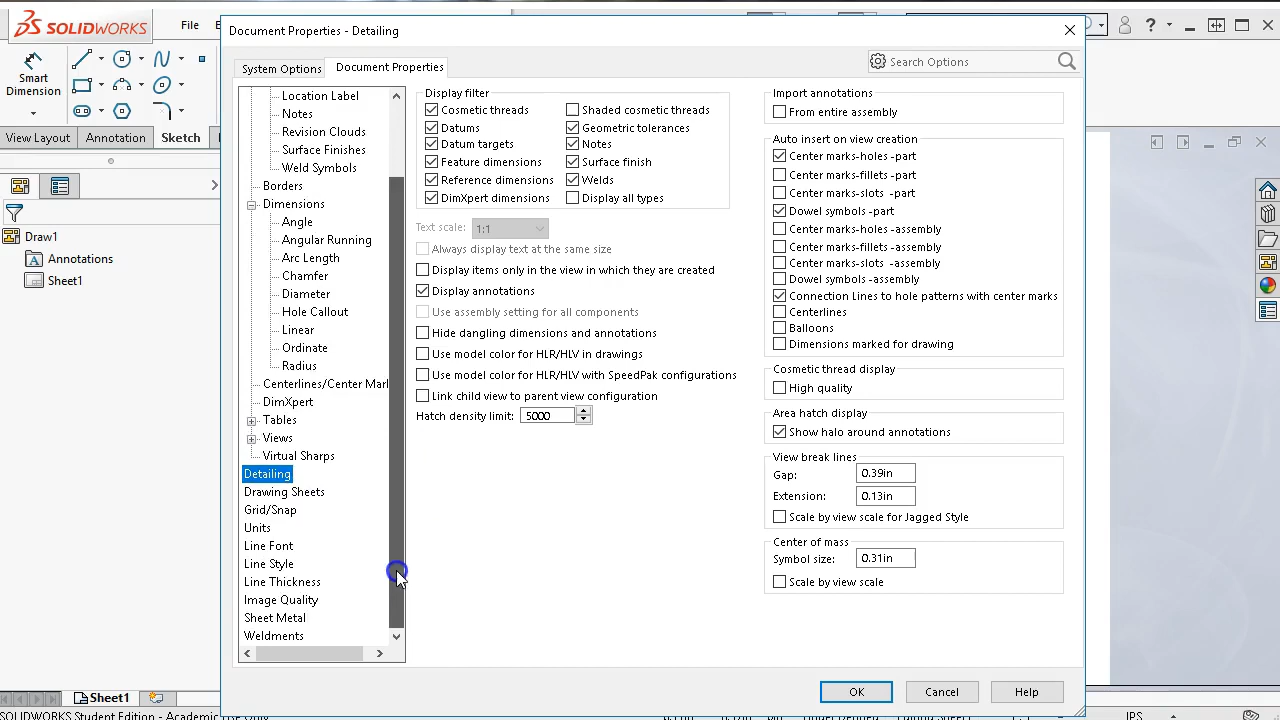 SOLIDWORKS
File
Document Properties - Detailing
System Options
Document Properties
Search Options
Smart
Dimension
View Layout
Annotation
Sketch
Draw1
Annotations
Sheet1
Location Label
Notes
Revision Clouds
Surface Finishes
Weld Symbols
Borders
Dimensions
Angle
Angular Running
Arc Length
Chamfer
Diameter
Hole Callout
Linear
Ordinate
Radius
Centerlines/Center Marl
DimXpert
Tables
Views
Virtual Sharps
Detailing
Drawing Sheets
Grid/Snap
Units
Line Font
Line Style
Line Thickness
Image Quality
Sheet Metal
Weldments
Display filter
Cosmetic threads
Shaded cosmetic threads
Datums
Geometric tolerances
Datum targets
Notes
Feature dimensions
Surface finish
Reference dimensions
Welds
DimXpert dimensions
Display all types
Text scale: 1:1
Always display text at the same size
Display items only in the view in which they are created
Display annotations
Use assembly setting for all components
Hide dangling dimensions and annotations
Use model color for HLR/HLV in drawings
Use model color for HLR/HLV with SpeedPak configurations
Link child view to parent view configuration
Hatch density limit: 5000
Import annotations
From entire assembly
Auto insert on view creation
Center marks-holes -part
Center marks-fillets -part
Center marks-slots -part
Dowel symbols -part
Center marks-holes -assembly
Center marks-fillets -assembly
Center marks-slots -assembly
Dowel symbols -assembly
Connection Lines to hole patterns with center marks
Centerlines
Balloons
Dimensions marked for drawing
Cosmetic thread display
High quality
Area hatch display
Show halo around annotations
View break lines
Gap: 0.39in
Extension: 0.13in
Scale by view scale for Jagged Style
Center of mass
Symbol size: 0.31in
Scale by view scale
OK
Cancel
Help
Sheet1
SOLIDWORKS Student Edition - Academic Use Only
IPS